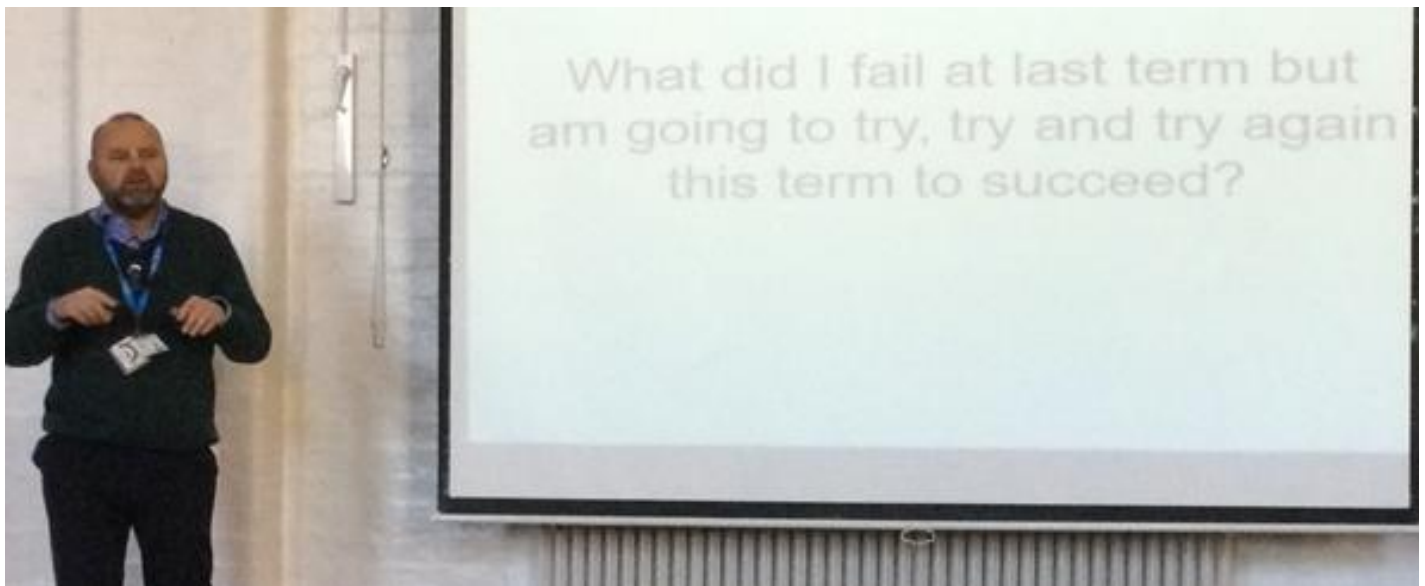 What did I fail at last term but
am going to try, try and try again
this term to succeed?